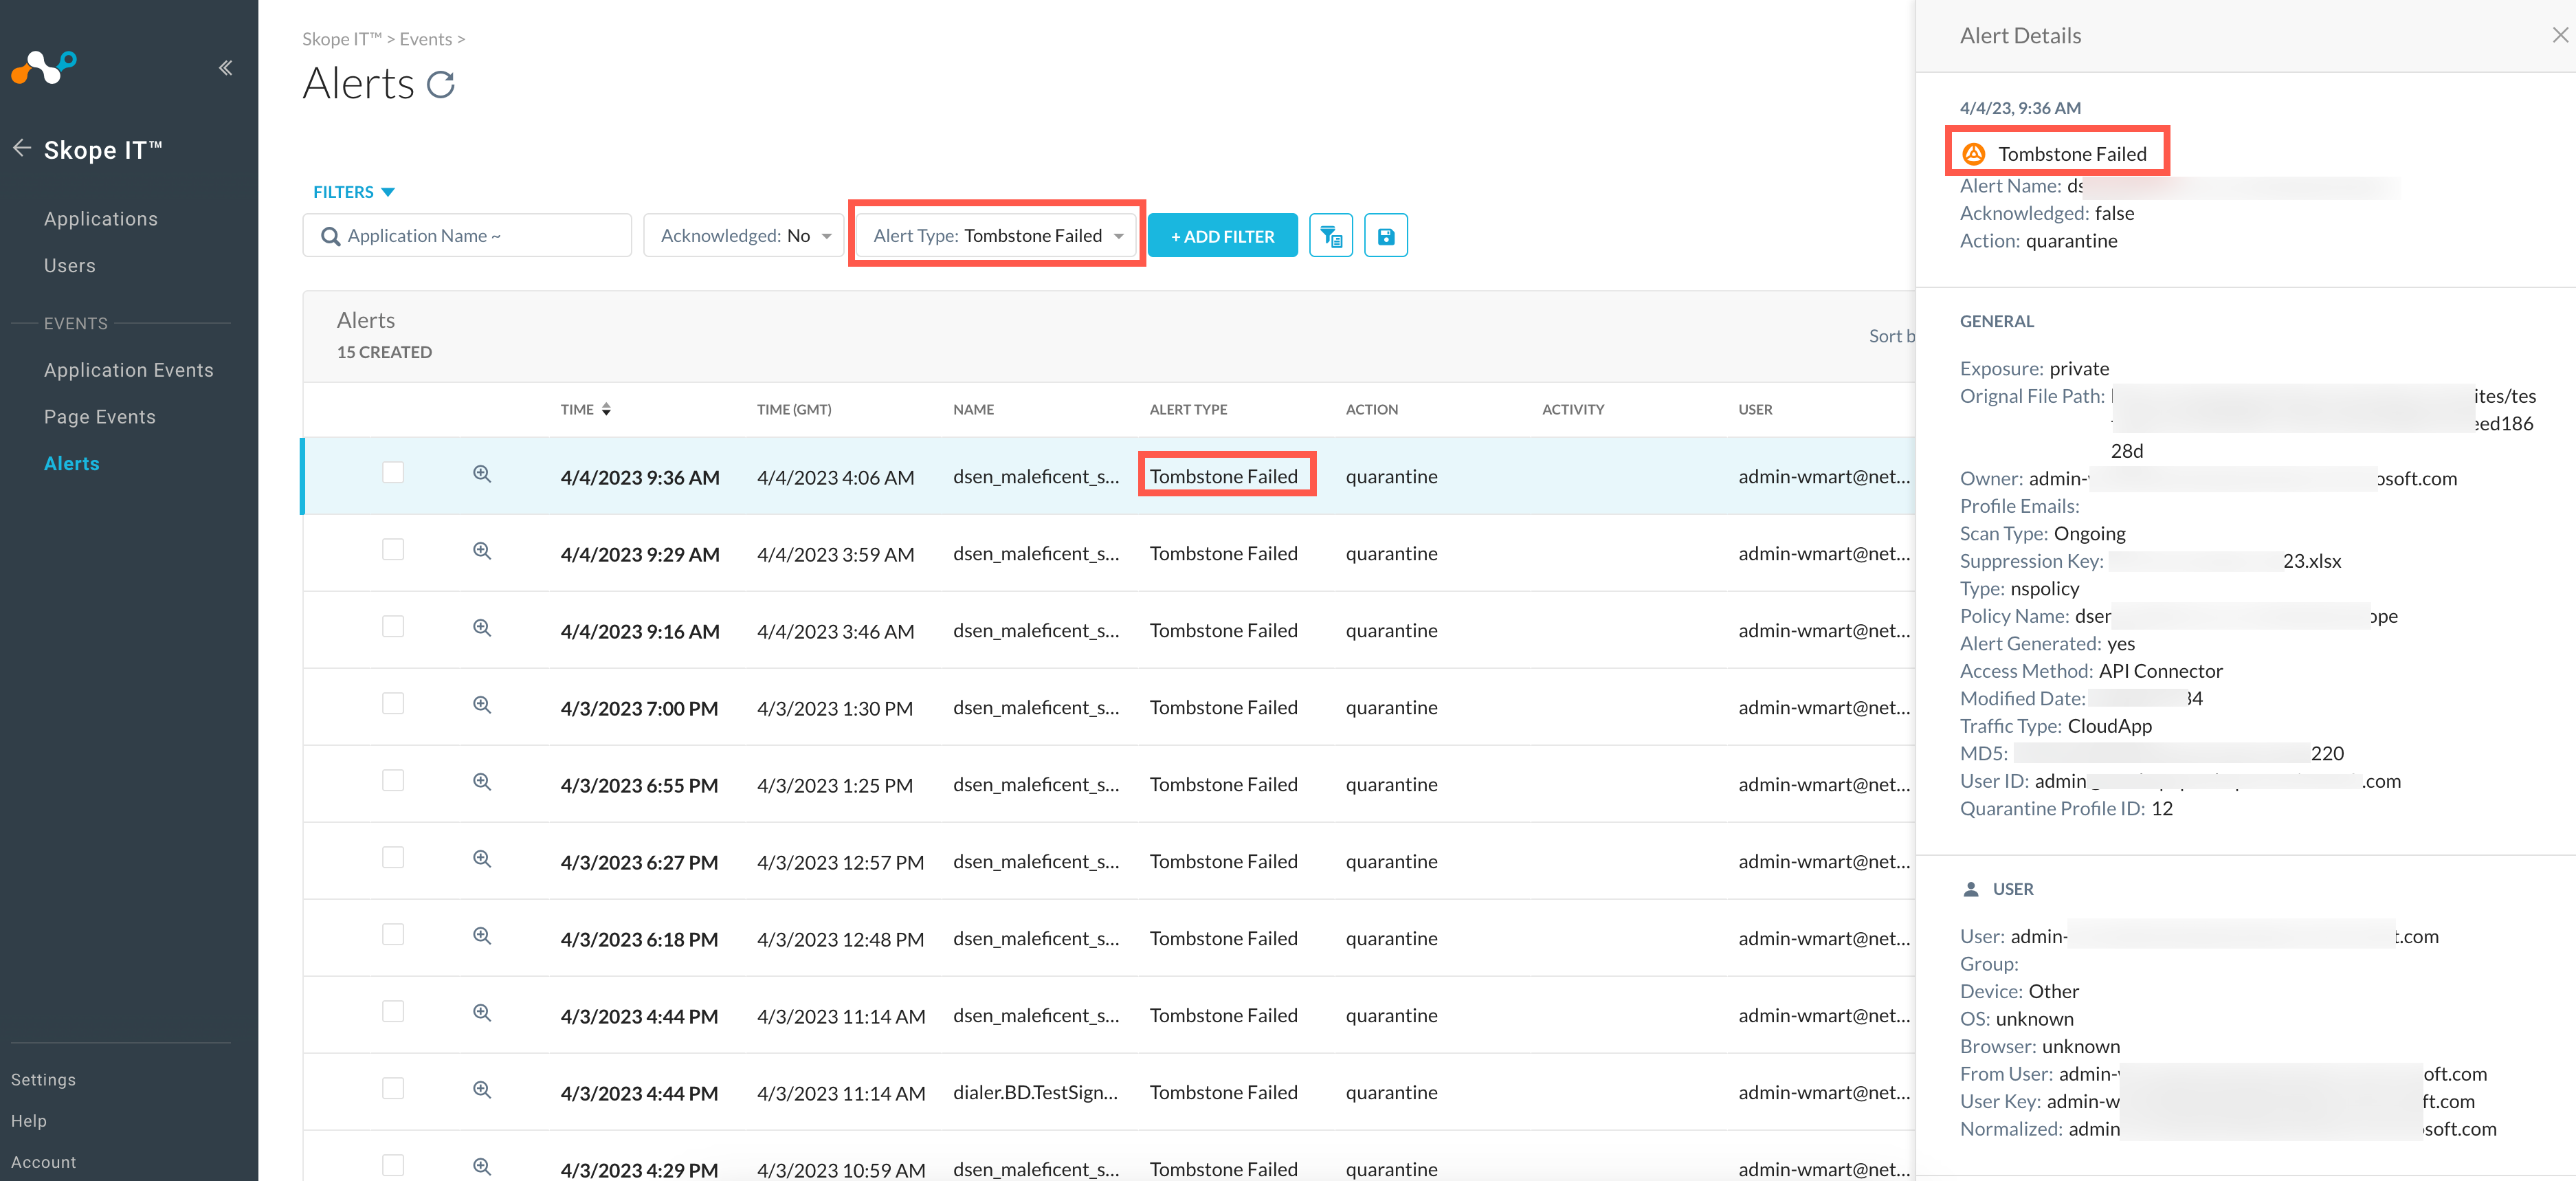 Skope IT™
Applications
Users
EVENTS
Application Events
Page Events
Alerts
Settings
Help
Account
Skope IT™ > Events >
Alerts
FILTERS
Application Name ~
Acknowledged: No
Alert Type: Tombstone Failed
+ ADD FILTER
Alerts
15 CREATED
Sort b
TIME TIME (GMT) NAME ALERT TYPE ACTION ACTIVITY USER
4/4/2023 9:36 AM 4/4/2023 4:06 AM dsen_maleficent_s... Tombstone Failed quarantine admin-wmart@net...
4/4/2023 9:29 AM 4/4/2023 3:59 AM dsen_maleficent_s... Tombstone Failed quarantine admin-wmart@net...
4/4/2023 9:16 AM 4/4/2023 3:46 AM dsen_maleficent_s... Tombstone Failed quarantine admin-wmart@net...
4/3/2023 7:00 PM 4/3/2023 1:30 PM dsen_maleficent_s... Tombstone Failed quarantine admin-wmart@net...
4/3/2023 6:55 PM 4/3/2023 1:25 PM dsen_maleficent_s... Tombstone Failed quarantine admin-wmart@net...
4/3/2023 6:27 PM 4/3/2023 12:57 PM dsen_maleficent_s... Tombstone Failed quarantine admin-wmart@net...
4/3/2023 6:18 PM 4/3/2023 12:48 PM dsen_maleficent_s... Tombstone Failed quarantine admin-wmart@net...
4/3/2023 4:44 PM 4/3/2023 11:14 AM dsen_maleficent_s... Tombstone Failed quarantine admin-wmart@net...
4/3/2023 4:44 PM 4/3/2023 11:14 AM dialer.BD.TestSign... Tombstone Failed quarantine admin-wmart@net...
4/3/2023 4:29 PM 4/3/2023 10:59 AM dsen_maleficent_s... Tombstone Failed quarantine admin-wmart@net...
Alert Details
4/4/23, 9:36 AM
Tombstone Failed
Alert Name: ds
Acknowledged: false
Action: quarantine
GENERAL
Exposure: private
Orignal File Path: ites/tes
eed186
28d
Owner: admin- osoft.com
Profile Emails:
Scan Type: Ongoing
Suppression Key: 23.xlsx
Type: nspolicy
Policy Name: dsen ope
Alert Generated: yes
Access Method: API Connector
Modified Date: 34
Traffic Type: CloudApp
MD5: 220
User ID: admin .com
Quarantine Profile ID: 12
USER
User: admin- t.com
Group:
Device: Other
OS: unknown
Browser: unknown
From User: admin- oft.com
User Key: admin-w ft.com
Normalized: admin soft.com